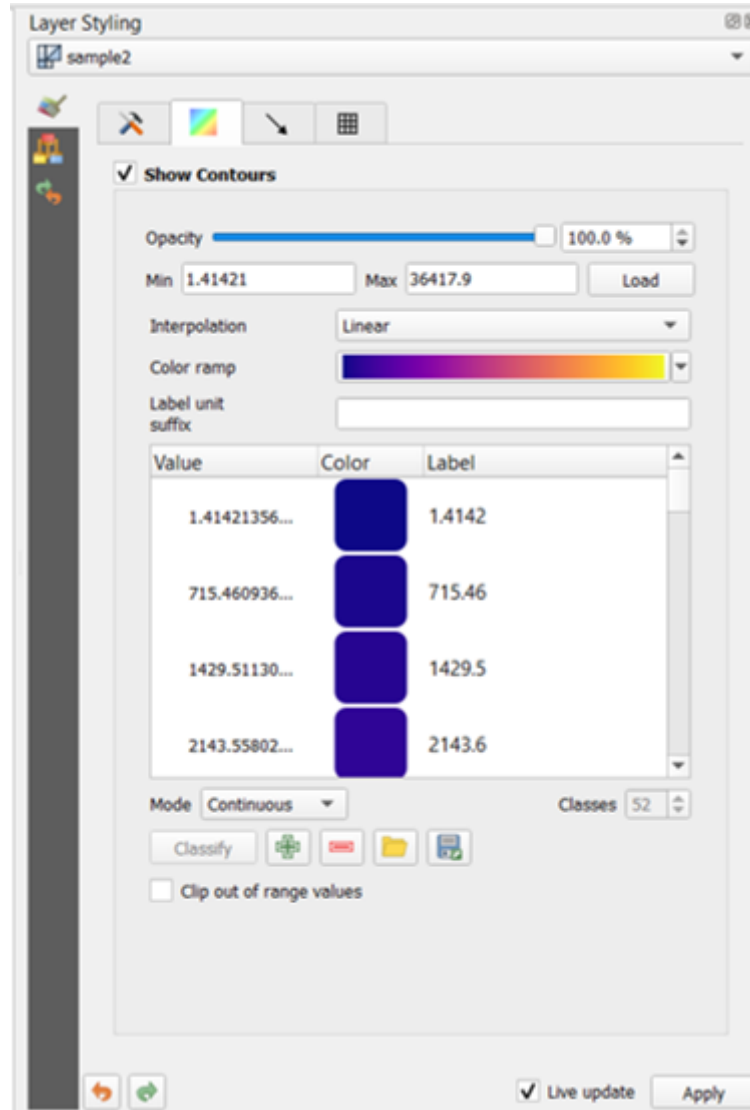 Layer Styling
sample2
Show Contours
Opacity 100.0 %
Min 1.41421 Max 36417.9 Load
Interpolation Linear
Color ramp
Label unit
suffix
Value Color Label
1.41421356... 1.4142
715.460936... 715.46
1429.51130... 1429.5
2143.55802... 2143.6
Mode Continuous Classes 52
Classify
Clip out of range values
Live update Apply